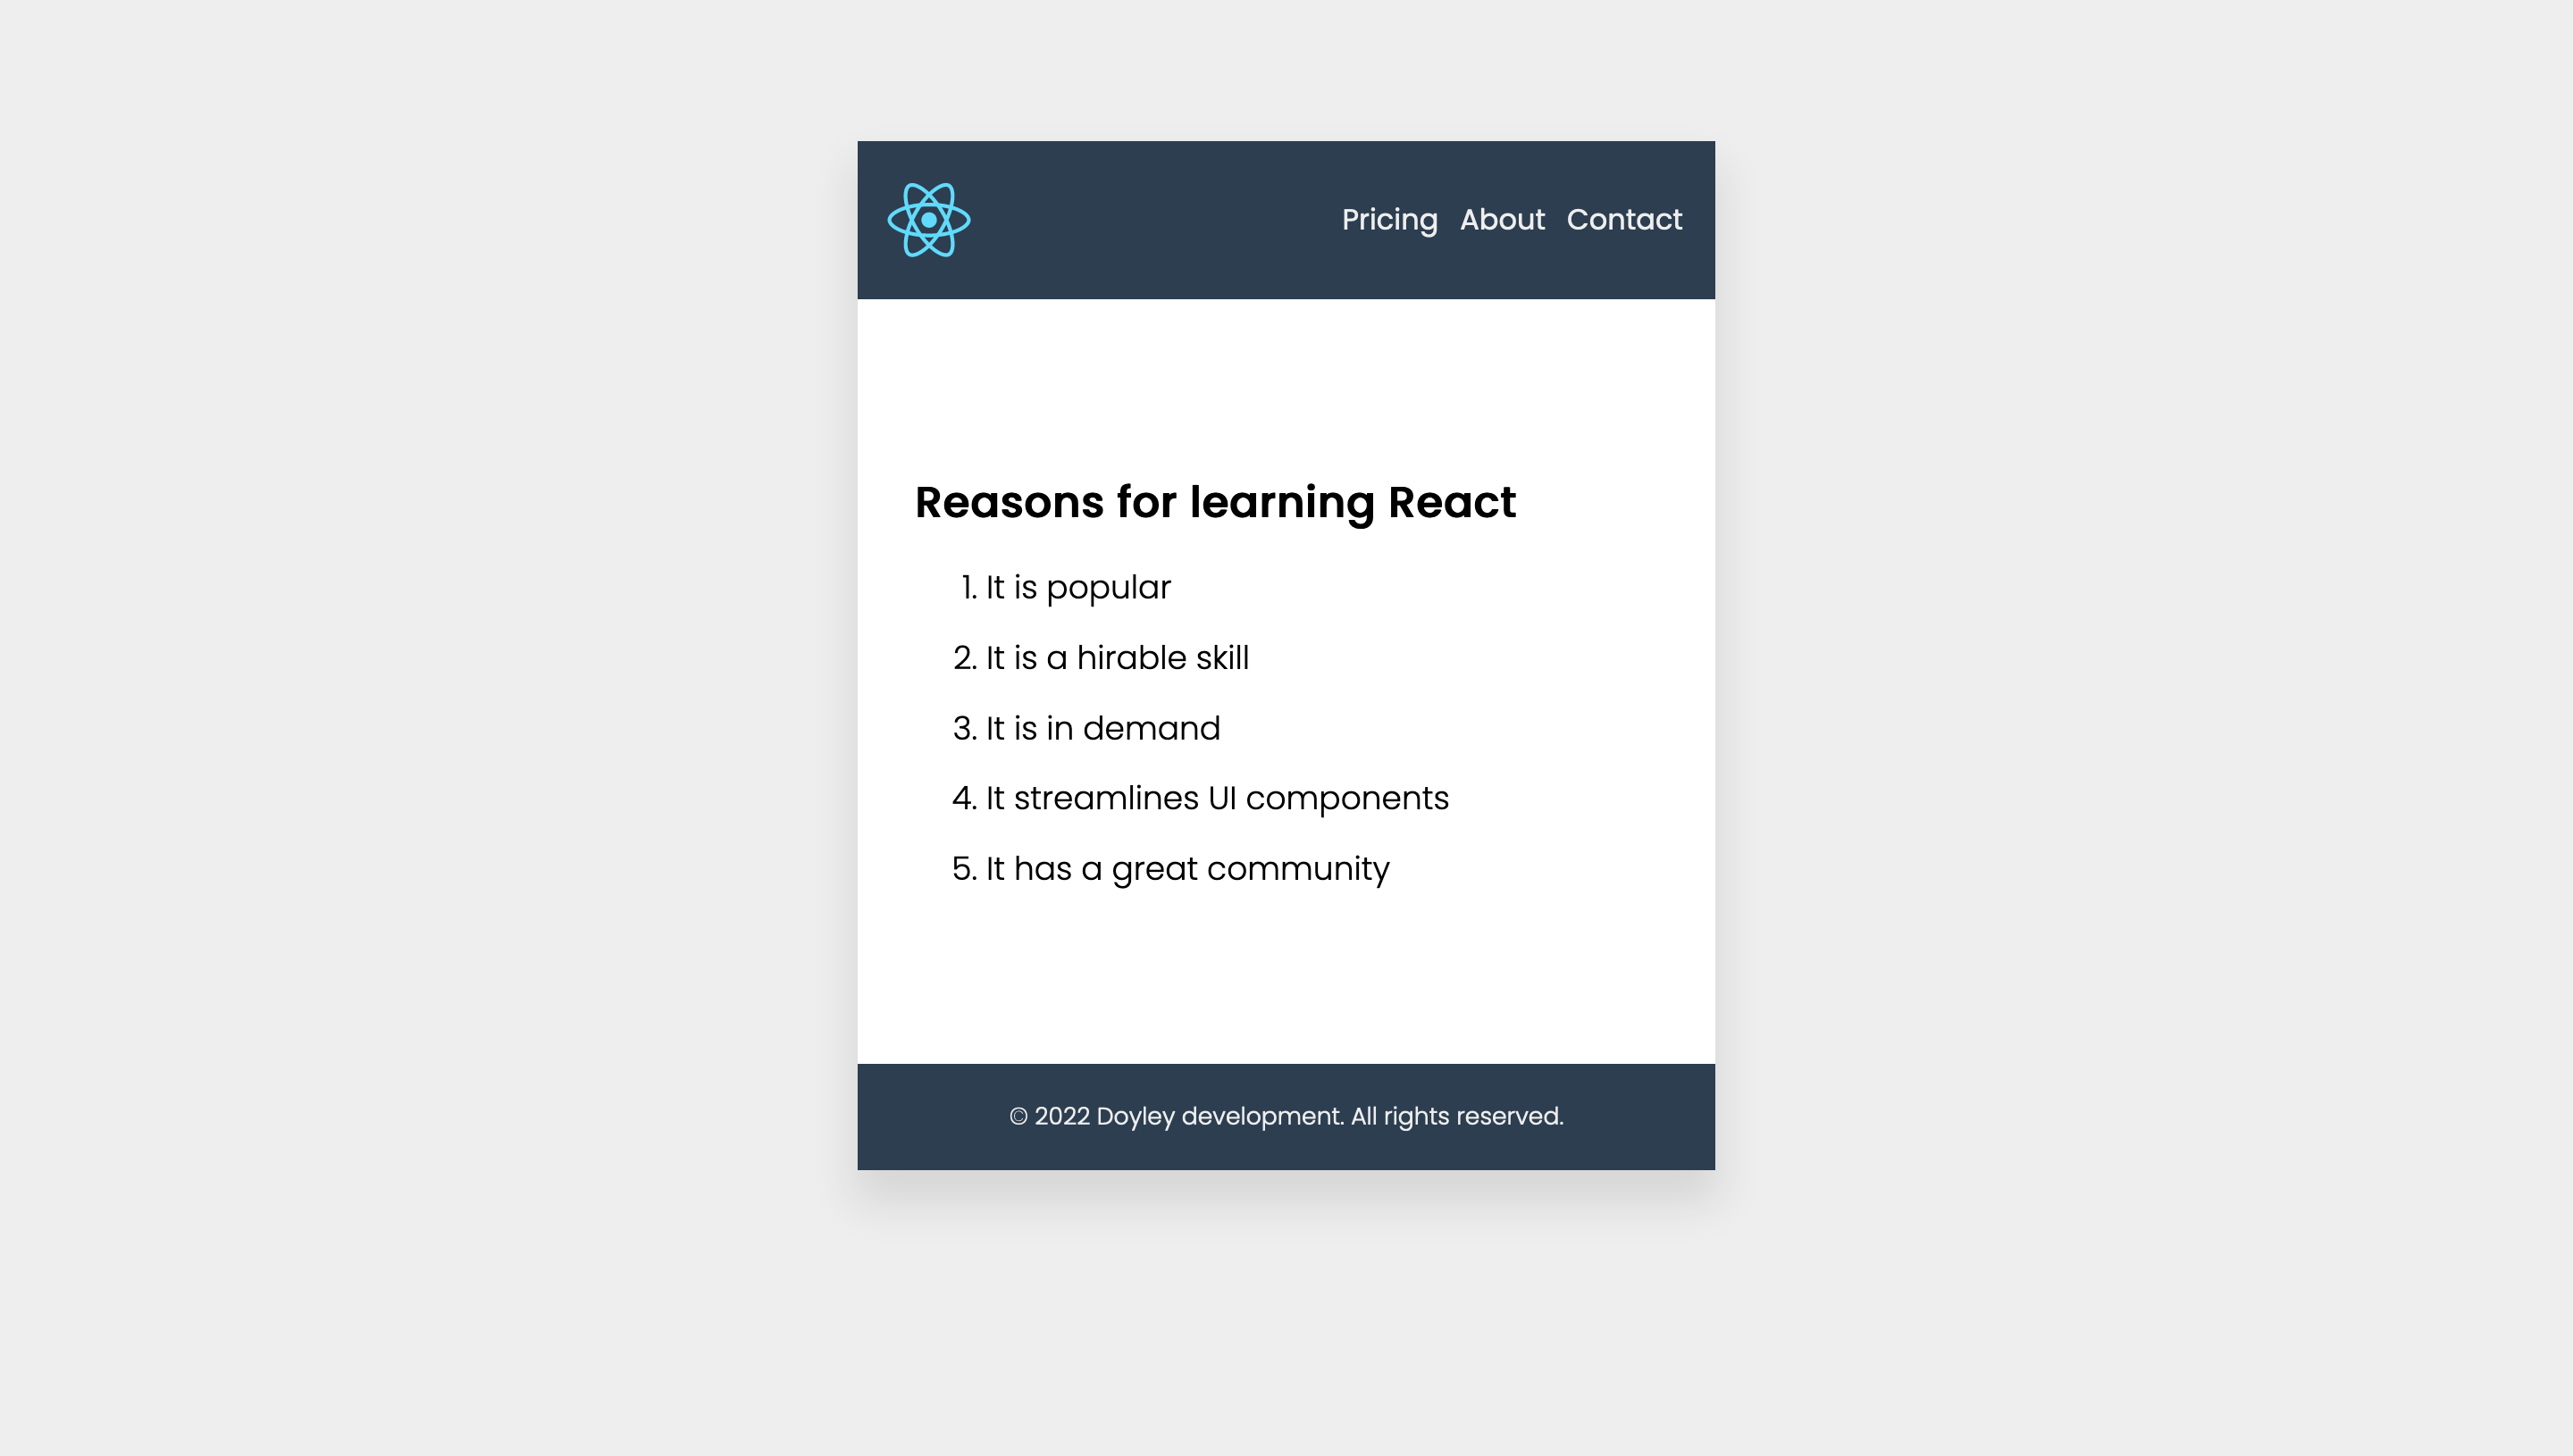 Pricing About Contact
Reasons for learning React
1. It is popular
2. It is a hirable skill
3. It is in demand
4. It streamlines UI components
5. It has a great community
© 2022 Doyley development. All rights reserved.